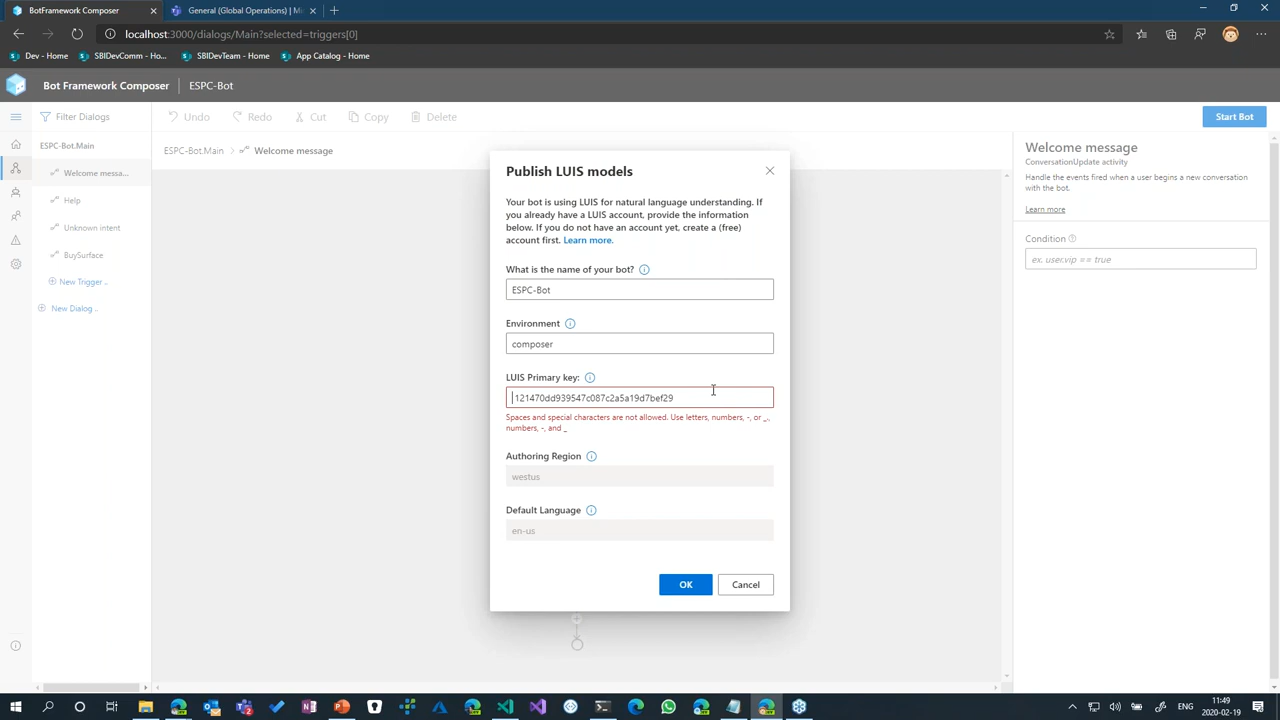 BotFramework Composer
General (Global Operations) | Mi
localhost:3000/dialogs/Main?selected=triggers[0]
Dev - Home
SBIDevTeam - Home
App Catalog - Home
Bot Framework Composer
ESPC-Bot
Filter Dialogs
Undo
Redo
Cut
Copy
Delete
Start Bot
ESPC-Bot.Main
Welcome messa...
Help
Unknown intent
BuySurface
New Trigger ..
New Dialog ..
ESPC-Bot.Main > Welcome message
Publish LUIS models
Your bot is using LUIS for natural language understanding. If
you already have a LUIS account, provide the information
below. If you do not have an account yet, create a (free)
account first. Learn more.
What is the name of your bot?
ESPC-Bot
Environment
composer
LUIS Primary key:
121470dd939547c087c2a5a19d7bef29
Spaces and special characters are not allowed. Use letters, numbers, -, or _.,
numbers, -, and _
Authoring Region
westus
Default Language
en-us
OK
Cancel
Welcome message
ConversationUpdate activity
Handle the events fired when a user begins a new conversation
with the bot.
Learn more
Condition
ex. user.vip == true
ENG
11:49
2020-02-19